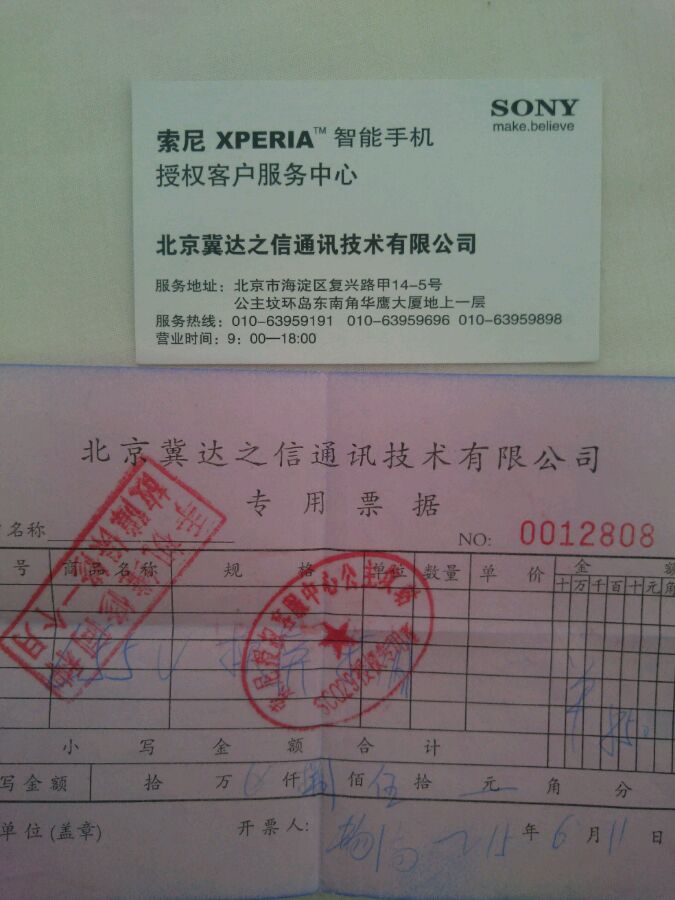 SONY
make.believe
索尼 XPERIA™ 智能手机
授权客户服务中心
北京冀达之信通讯技术有限公司
服务地址：北京市海淀区复兴路甲14-5号
公主坟环岛东南角华鹰大厦地上一层
服务热线：010-63959191 010-63959696 010-63959898
营业时间：9：00—18:00
北京冀达之信通讯技术有限公司
专用票据
名称
NO: 0012808
号 商品名称 规格 单位 数量 单价 金额
十万千百十元角
小写金额合计
写金额 拾 万 仟 佰 伍 拾 元 角 分
单位(盖章) 开票人: 年 6 月 11 日